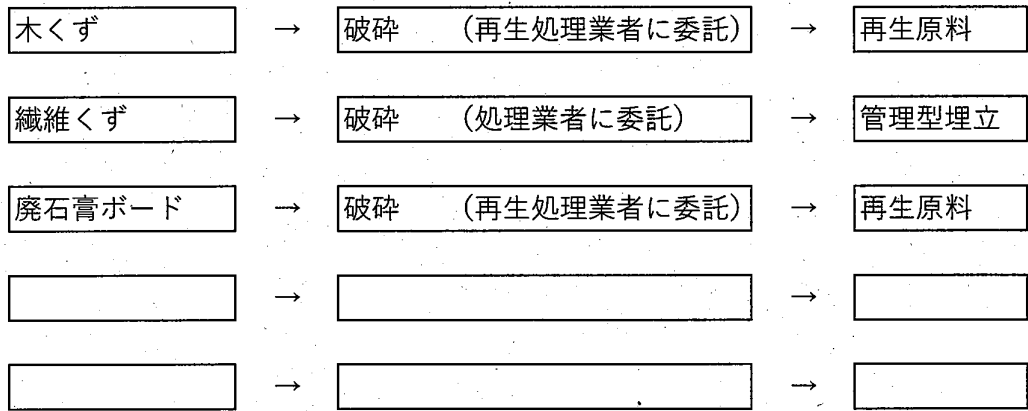 木くず → 破砕 (再生処理業者に委託) → 再生原料
繊維くず → 破砕 (処理業者に委託) → 管理型埋立
廃石膏ボード → 破砕 (再生処理業者に委託) → 再生原料
→ →
→ →